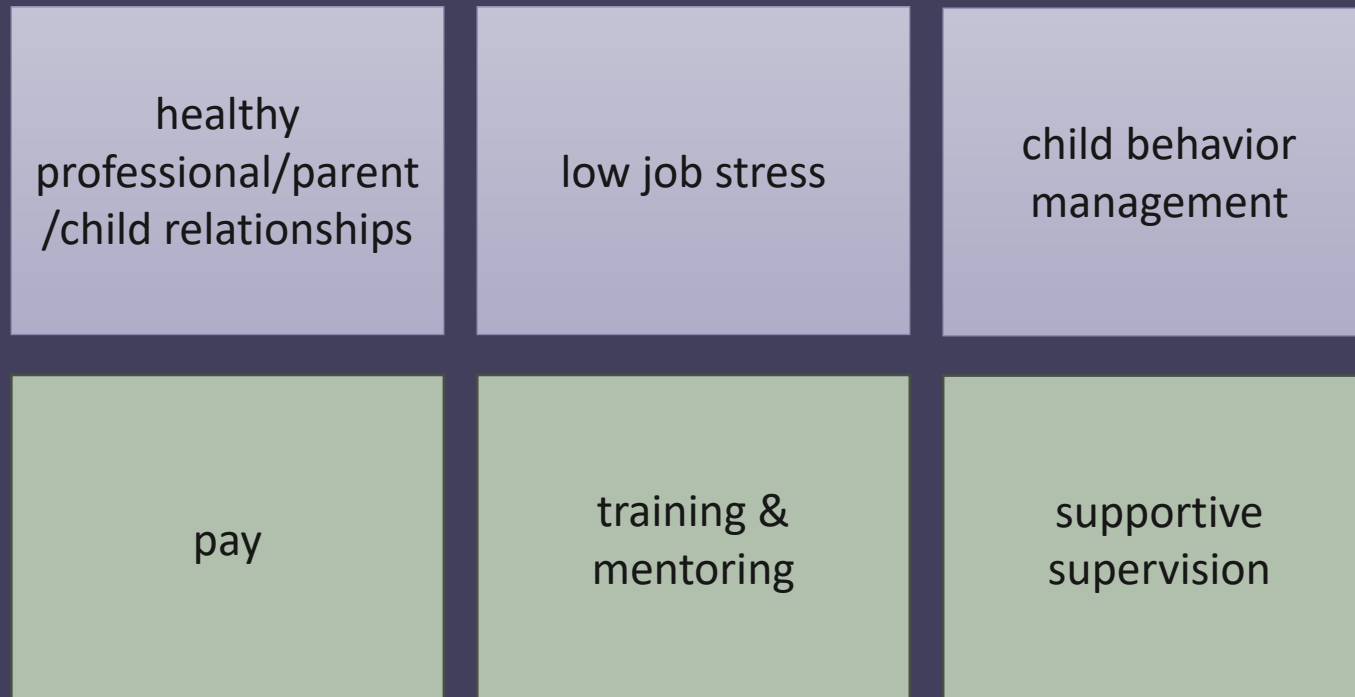 healthy
professional/parent
/child relationships
low job stress
child behavior
management
pay
training &
mentoring
supportive
supervision